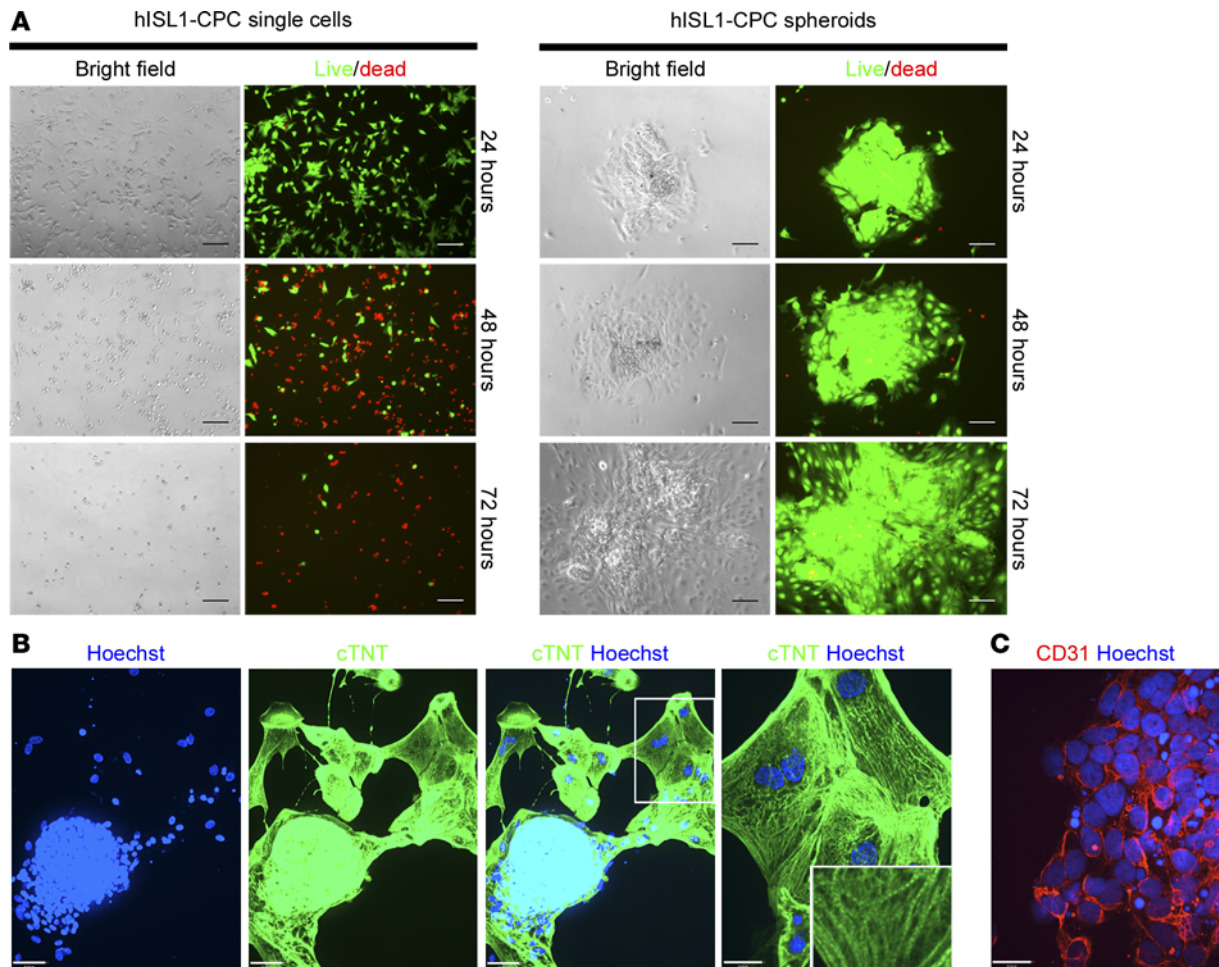 A
hISL1-CPC single cells
hISL1-CPC spheroids
Bright field
Live/dead
Bright field
Live/dead
24 hours
24 hours
48 hours
48 hours
72 hours
72 hours
B
Hoechst
cTNT
cTNT Hoechst
cTNT Hoechst
C
CD31 Hoechst